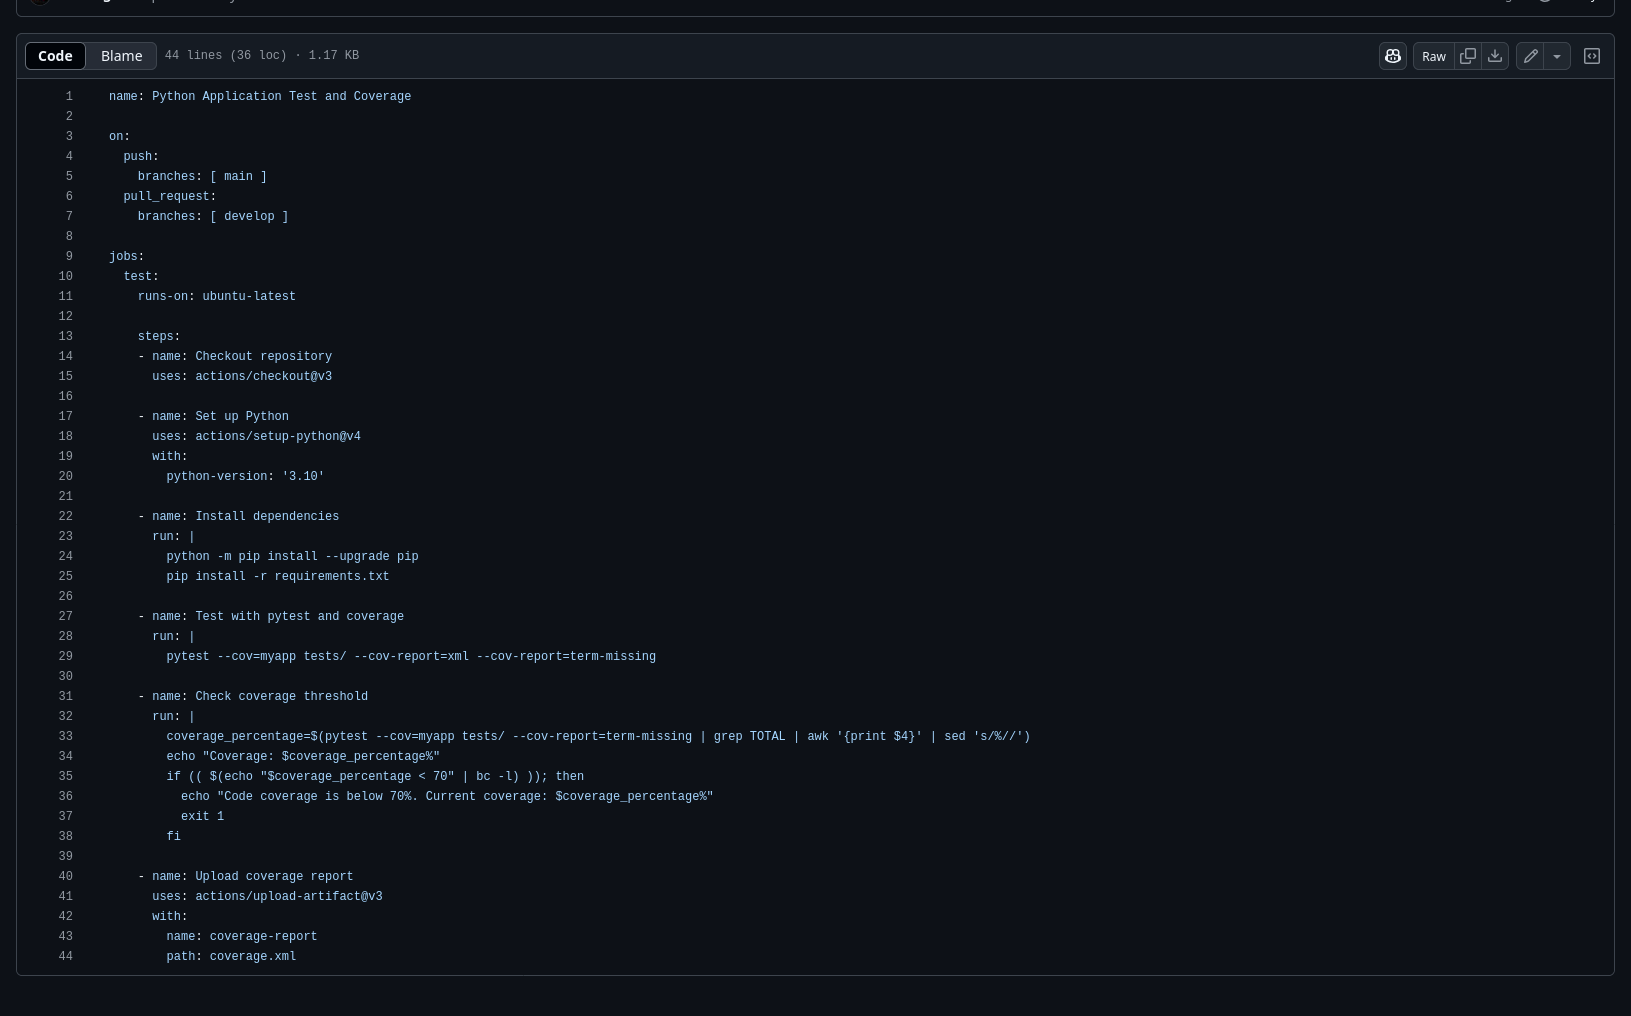 Code Blame 44 lines (36 loc) · 1.17 KB Raw
1 name: Python Application Test and Coverage
2
3 on:
4   push:
5     branches: [ main ]
6   pull_request:
7     branches: [ develop ]
8
9 jobs:
10   test:
11     runs-on: ubuntu-latest
12
13     steps:
14     - name: Checkout repository
15       uses: actions/checkout@v3
16
17     - name: Set up Python
18       uses: actions/setup-python@v4
19       with:
20         python-version: '3.10'
21
22     - name: Install dependencies
23       run: |
24         python -m pip install --upgrade pip
25         pip install -r requirements.txt
26
27     - name: Test with pytest and coverage
28       run: |
29         pytest --cov=myapp tests/ --cov-report=xml --cov-report=term-missing
30
31     - name: Check coverage threshold
32       run: |
33         coverage_percentage=$(pytest --cov=myapp tests/ --cov-report=term-missing | grep TOTAL | awk '{print $4}' | sed 's/%//')
34         echo "Coverage: $coverage_percentage%"
35         if (( $(echo "$coverage_percentage < 70" | bc -l) )); then
36           echo "Code coverage is below 70%. Current coverage: $coverage_percentage%"
37           exit 1
38         fi
39
40     - name: Upload coverage report
41       uses: actions/upload-artifact@v3
42       with:
43         name: coverage-report
44         path: coverage.xml